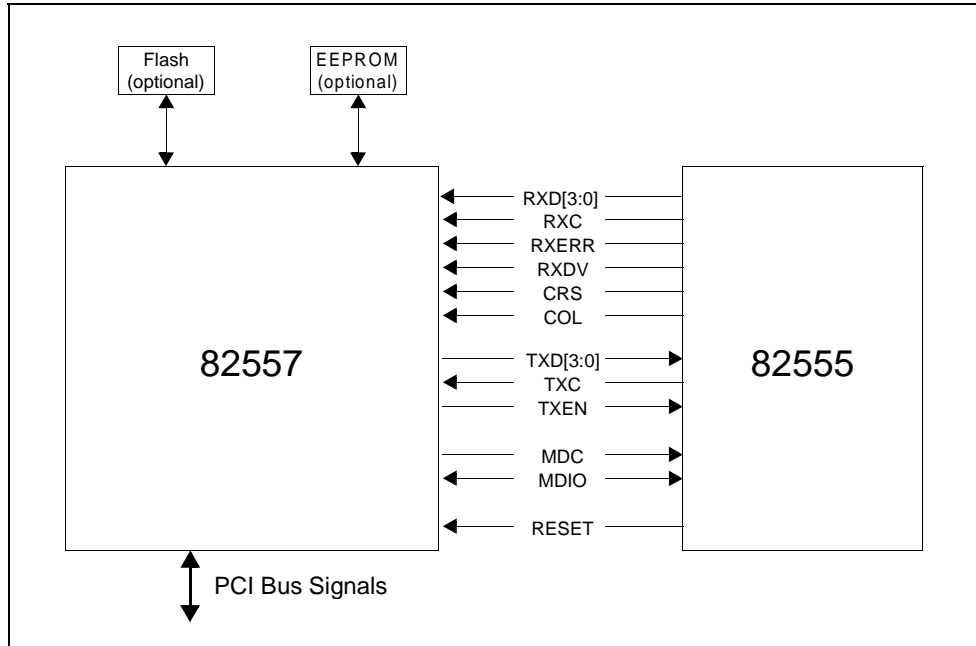 Flash
(optional)
EEPROM
(optional)
RXD[3:0]
RXC
RXERR
RXDV
CRS
COL
82557
TXD[3:0]
82555
TXC
TXEN
MDC
MDIO
RESET
PCI Bus Signals